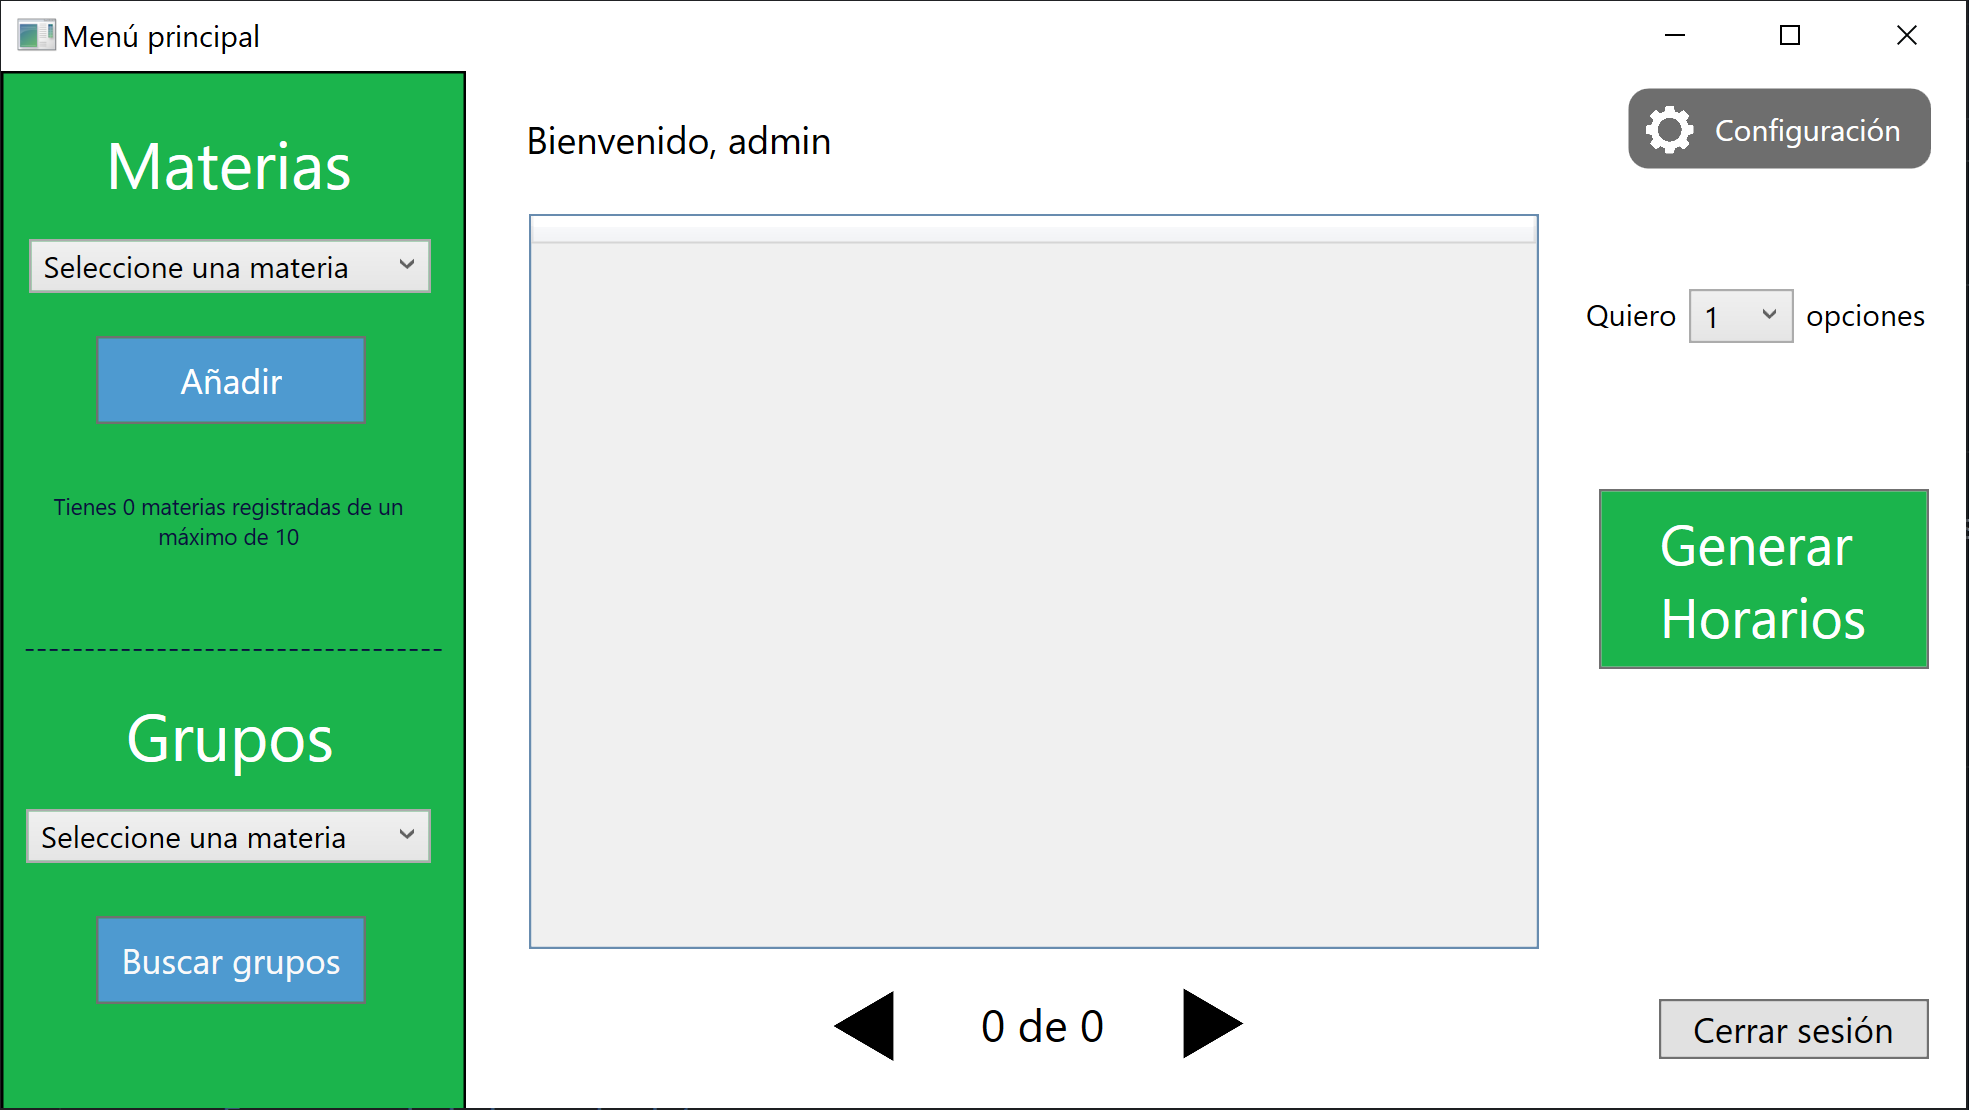 Menú principal
Materias
Seleccione una materia
Añadir
Tienes 0 materias registradas de un
máximo de 10
-----------------------------------
Grupos
Seleccione una materia
Buscar grupos
Bienvenido, admin
0 de 0
Configuración
Quiero 1 opciones
Generar
Horarios
Cerrar sesión